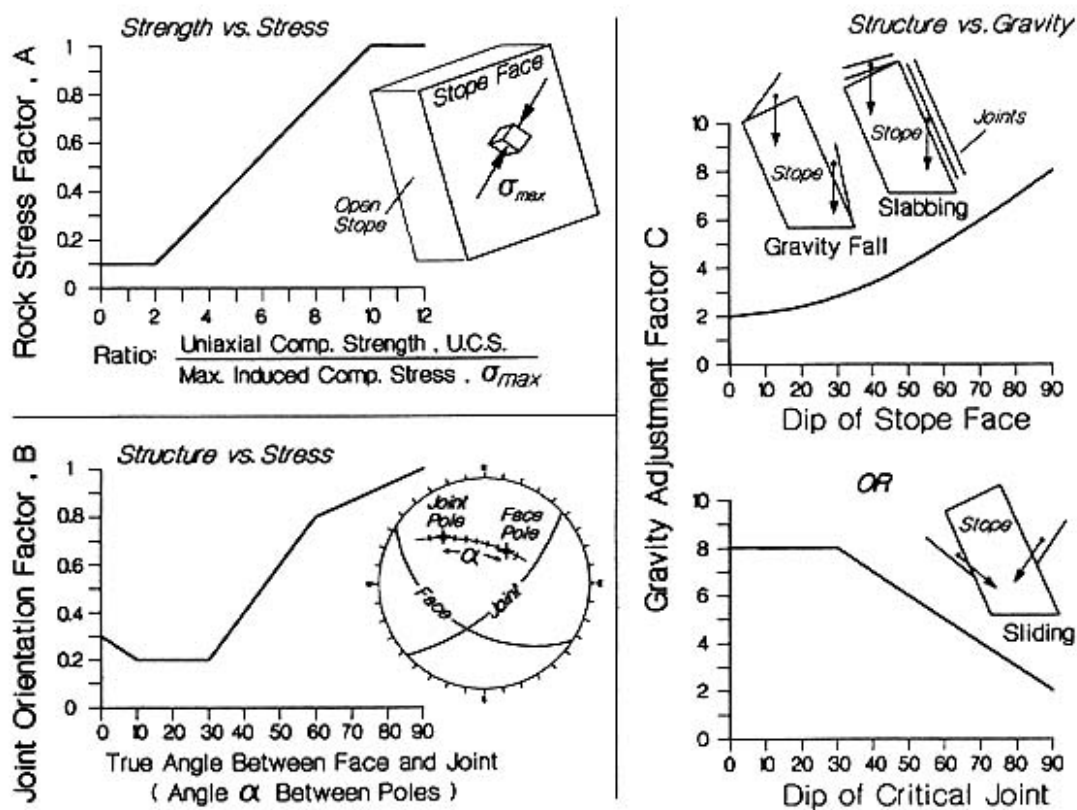 Strength vs. Stress
Rock Stress Factor , A
1
0.8
0.6
0.4
0.2
0
0 2 4 6 8 10 12
Stope Face
σmax
Open
Stope
Ratio: Uniaxial Comp. Strength , U.C.S.
Max. Induced Comp. Stress , σmax
Structure vs. Stress
Joint Orientation Factor , B
1
0.8
0.6
0.4
0.2
0
0 10 20 30 40 50 60 70 80 90
Joint
Pole
Face
Pole
α
Face
Joint
True Angle Between Face and Joint
( Angle α Between Poles )
Structure vs. Gravity
Gravity Adjustment Factor C
10
8
6
4
2
0
Stope
Gravity Fall
Stope
Joints
Slabbing
0 10 20 30 40 50 60 70 80 90
Dip of Stope Face
OR
10
8
6
4
2
0
Stope
Sliding
0 10 20 30 40 50 60 70 80 90
Dip of Critical Joint